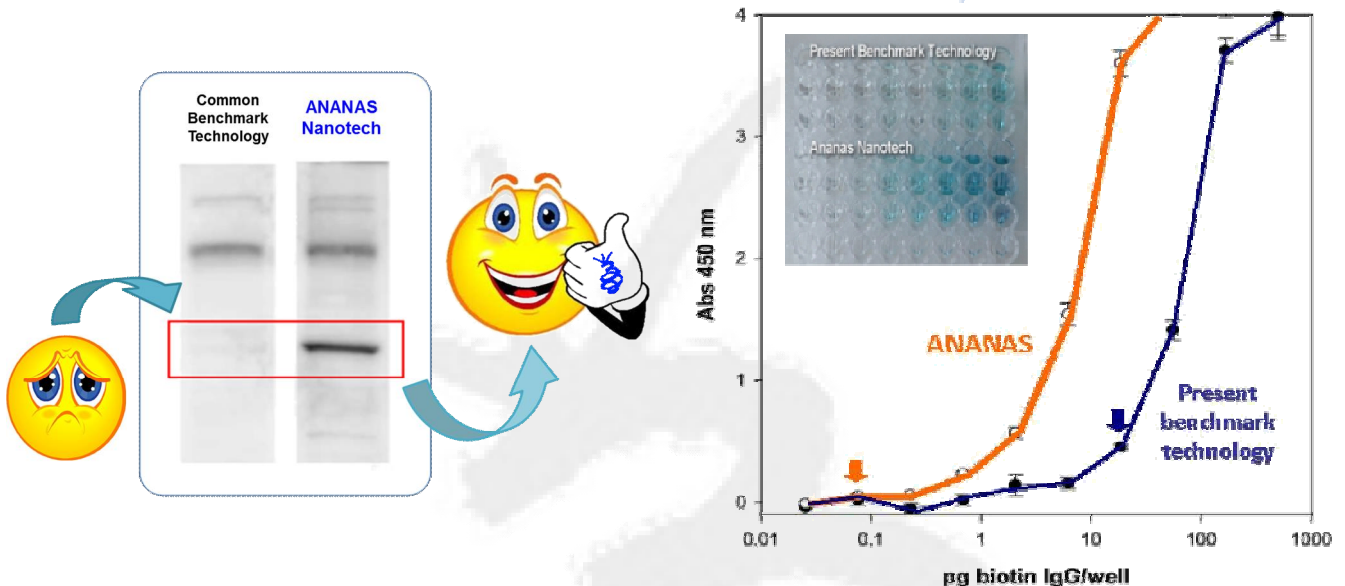 Common
Benchmark
Technology
ANANAS
Nanotech
4
3
2
1
0
Abs 450 nm
Present Benchmark Technology
Ananas Nanotech
ANANAS
Present
benchmark
technology
0.01
0.1
1
10
100
1000
pg biotin IgG/well